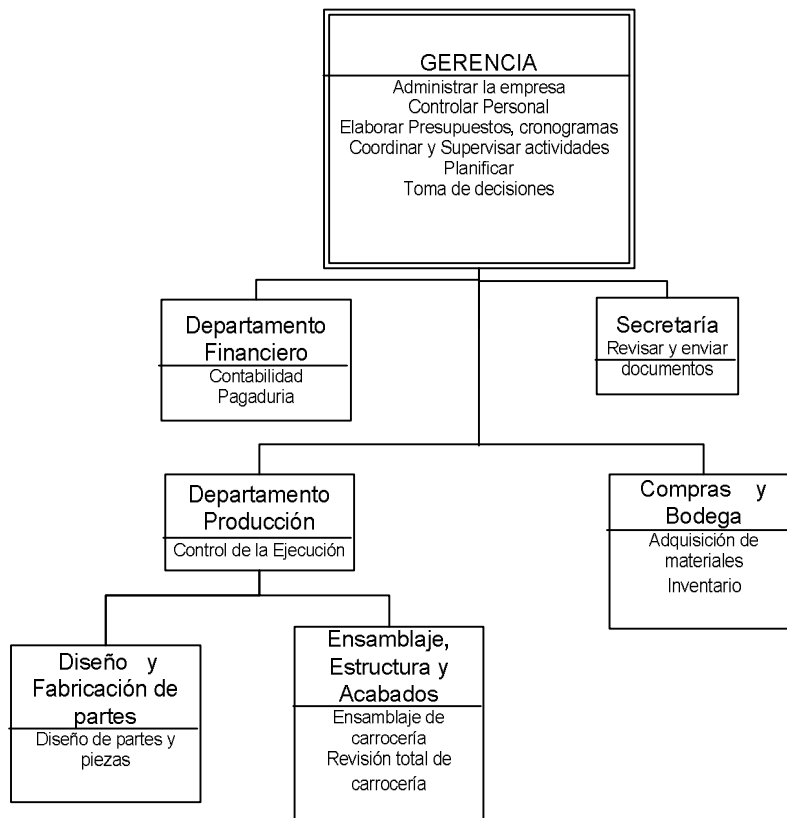 GERENCIA
Administrar la empresa
Controlar Personal
Elaborar Presupuestos, cronogramas
Coordinar y Supervisar actividades
Planificar
Toma de decisiones
Departamento
Financiero
Contabilidad
Pagaduria
Secretaría
Revisar y enviar
documentos
Departamento
Producción
Control de la Ejecución
Compras y
Bodega
Adquisición de
materiales
Inventario
Diseño y
Fabricación de
partes
Diseño de partes y
piezas
Ensamblaje,
Estructura y
Acabados
Ensamblaje de
carrocería
Revisión total de
carrocería